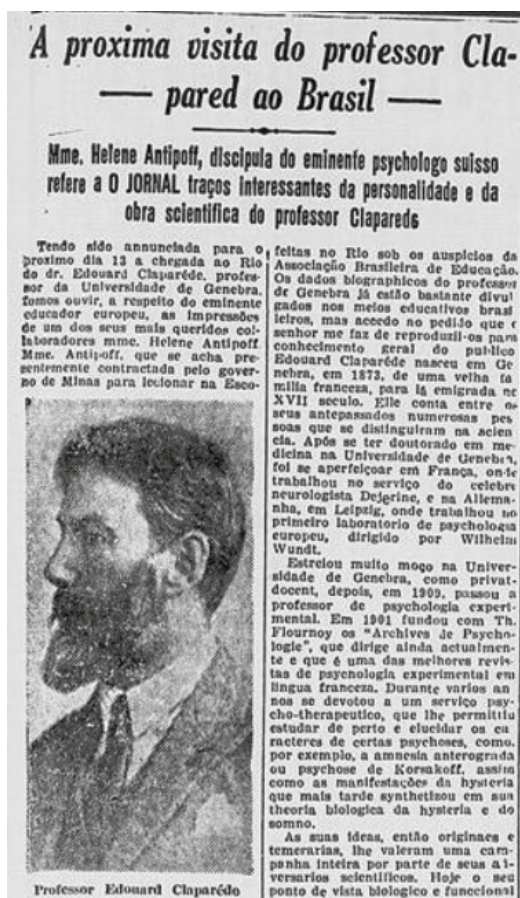 A proxima visita do professor Cla-
— pared ao Brasil —
Mme. Helene Antipoff, discipula do eminente psychologo suisso
refere a O JORNAL traços interessantes da personalidade e da
obra scientifica do professor Clapareds
Tendo sido annunciada para o
proximo dia 13 a chegada ao Rio
do dr. Edouard Claparéde, profes-
sor da Universidade de Genebra,
fomos ouvir, a respeito do eminente
educador europeu, as impressões
de um dos seus mais queridos col-
laboradores mme. Helene Antipoff.
Mme. Antipoff, que se acha pre-
sentemente contractada pelo gover-
no de Minas para leccionar na Esco-
Professor Edouard Claparédo
feitas no Rio sob os auspicios da
Associação Brasileira de Educação.
Os dados biographicos do professor
de Genebra já estão bastante divul
gados nos meios educativos brasi
leiros, mas accedo no pedido que o
senhor me faz de reproduzil-os para
conhecimento geral do publico
Edouard Claparéde nasceu em Ge
nebra, em 1873, de uma velha fa
milia franceza, para lá emigrada no
XVII seculo. Elle conta entre os
seus antepassados numerosas pes
soas que se distinguiram na scien
cia. Após se ter doutorado em me-
dicina na Universidade de Genebra,
foi se aperfeiçoar em França, onde
trabalhou no serviço do celebre
neurologista Dejerine, e na Allema-
nha, em Leipzig, onde trabalhou no
primeiro laboratorio de psychologia
europeu, dirigido por Wilheim
Wundt.
Estreiou muito moço na Univer-
sidade de Genebra, como privat-
docent, depois, em 1909, passou a
professor de psychologia experi-
mental. Em 1901 fundou com Th.
Flournoy os "Archives de Psycho-
logie", que dirige ainda actualmen-
te e que é uma das melhores revis-
tas de psychologia experimental em
lingua franceza. Durante varios an
nos se devotou a um serviço psy-
cho-therapeutico, que lhe permittiu
estudar de perto e elucidar os ca
racteres de certas psychoses, como,
por exemplo, a amnesia anterograda
ou psychose de Korsakoff, assim
como as manifestações da hysteria
que mais tarde synthetizou em sua
theoria biologica da hysteria e do
somno.
As suas ideas, então originaes e
temerarias, lhe valeram uma cam-
panha inteira por parte de seus ad-
versarios scientificos. Hoje o seu
ponto de vista biologico e funccional